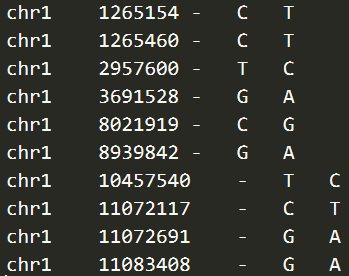 chr1 1265154 - C T
chr1 1265460 - C T
chr1 2957600 - T C
chr1 3691528 - G A
chr1 8021919 - C G
chr1 8939842 - G A
chr1 10457540 - T C
chr1 11072117 - C T
chr1 11072691 - G A
chr1 11083408 - G A